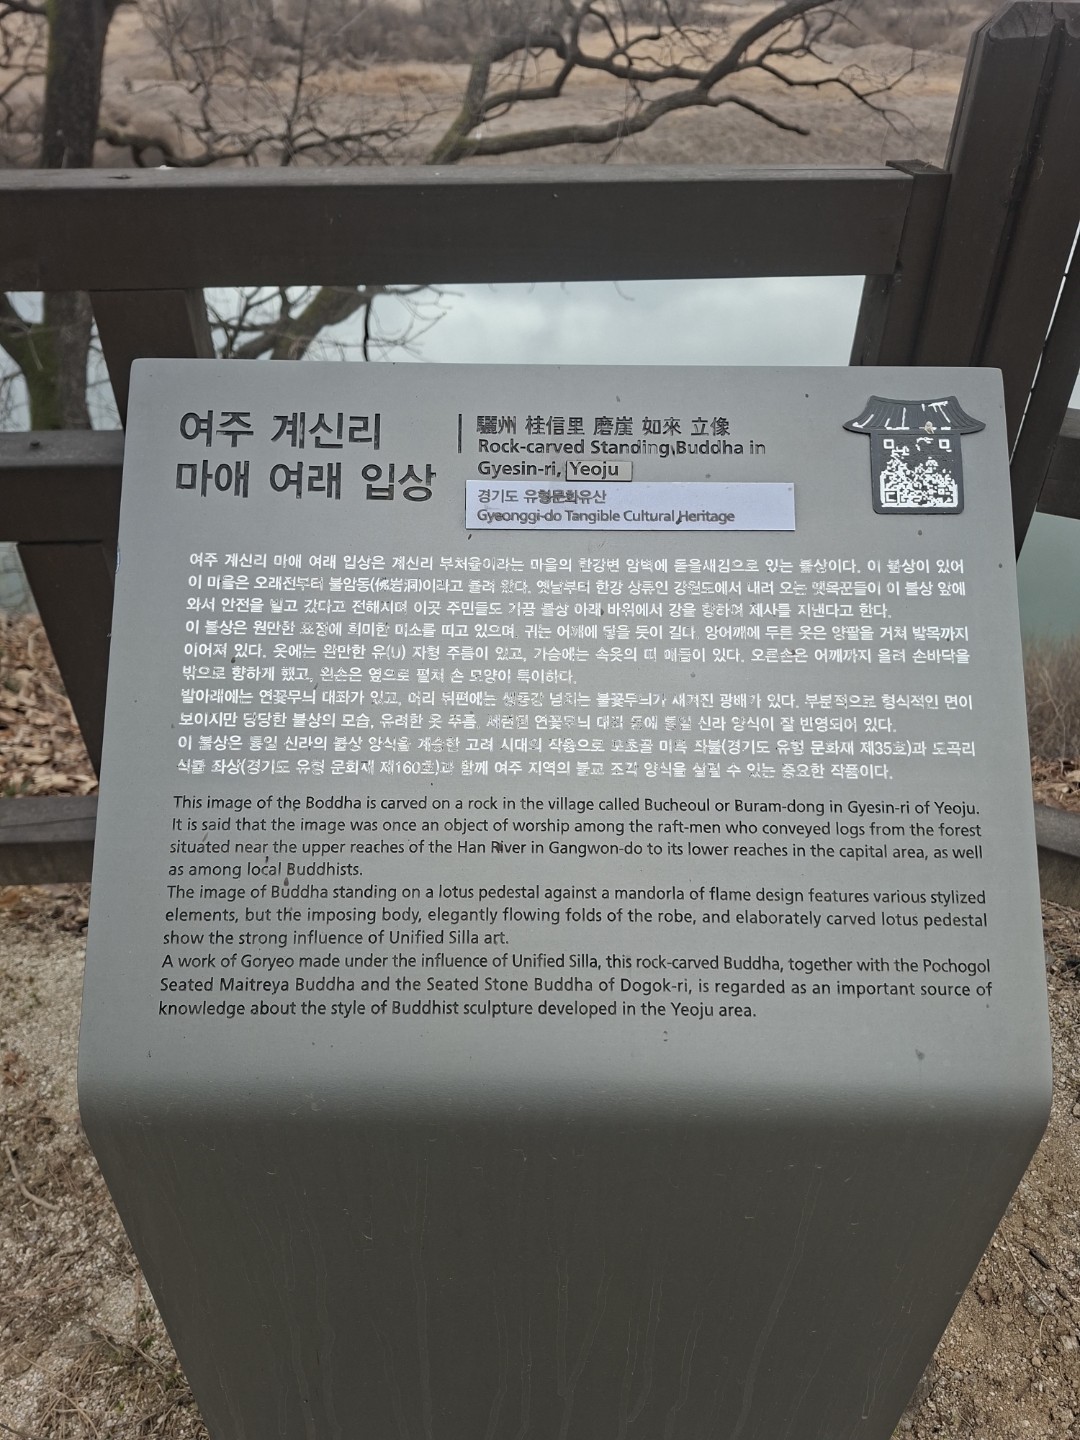 여주 계신리
마애 여래 입상
驪州 桂信里 磨崖 如來 立像
Rock-carved Standing Buddha in
Gyesin-ri, Yeoju
경기도 유형문화유산
Gyeonggi-do Tangible Cultural Heritage
여주 계신리 마애 여래 입상은 계신리 부처울이라는 마을의 한강변 암벽에 돋을새김으로 있는 불상이다. 이 불상이 있어
이 마을은 오래전부터 불암동(佛岩洞)이라고 불려 왔다. 옛날부터 한강 상류인 강원도에서 내려 오는 뗏목꾼들이 이 불상 앞에
와서 안전을 빌고 갔다고 전해지며 이곳 주민들도 가끔 불상 아래 바위에서 강을 향하여 제사를 지낸다고 한다.
이 불상은 원만한 표정에 희미한 미소를 띠고 있으며, 귀는 어깨에 닿을 듯이 길다. 양어깨에 두른 옷은 양팔을 거쳐 발목까지
이어져 있다. 옷에는 완만한 유(U) 자형 주름이 있고, 가슴에는 속옷의 띠 매듭이 있다. 오른손은 어깨까지 올려 손바닥을
밖으로 향하게 했고, 왼손은 옆으로 펼쳐 손 모양이 특이하다.
발아래에는 연꽃무늬 대좌가 있고, 머리 뒤편에는 생동감 넘치는 불꽃무늬가 새겨진 광배가 있다. 부분적으로 형식적인 면이
보이지만 당당한 불상의 모습, 유려한 옷 주름, 세련된 연꽃무늬 대좌 등에 통일 신라 양식이 잘 반영되어 있다.
이 불상은 통일 신라의 불상 양식을 계승한 고려 시대의 작품으로 포초골 미륵 좌불(경기도 유형 문화재 제35호)과 도곡리
석불 좌상(경기도 유형 문화재 제160호)과 함께 여주 지역의 불교 조각 양식을 살필 수 있는 중요한 작품이다.
This image of the Boddha is carved on a rock in the village called Bucheoul or Buram-dong in Gyesin-ri of Yeoju.
It is said that the image was once an object of worship among the raft-men who conveyed logs from the forest
situated near the upper reaches of the Han River in Gangwon-do to its lower reaches in the capital area, as well
as among local Buddhists.
The image of Buddha standing on a lotus pedestal against a mandorla of flame design features various stylized
elements, but the imposing body, elegantly flowing folds of the robe, and elaborately carved lotus pedestal
show the strong influence of Unified Silla art.
A work of Goryeo made under the influence of Unified Silla, this rock-carved Buddha, together with the Pochogol
Seated Maitreya Buddha and the Seated Stone Buddha of Dogok-ri, is regarded as an important source of
knowledge about the style of Buddhist sculpture developed in the Yeoju area.